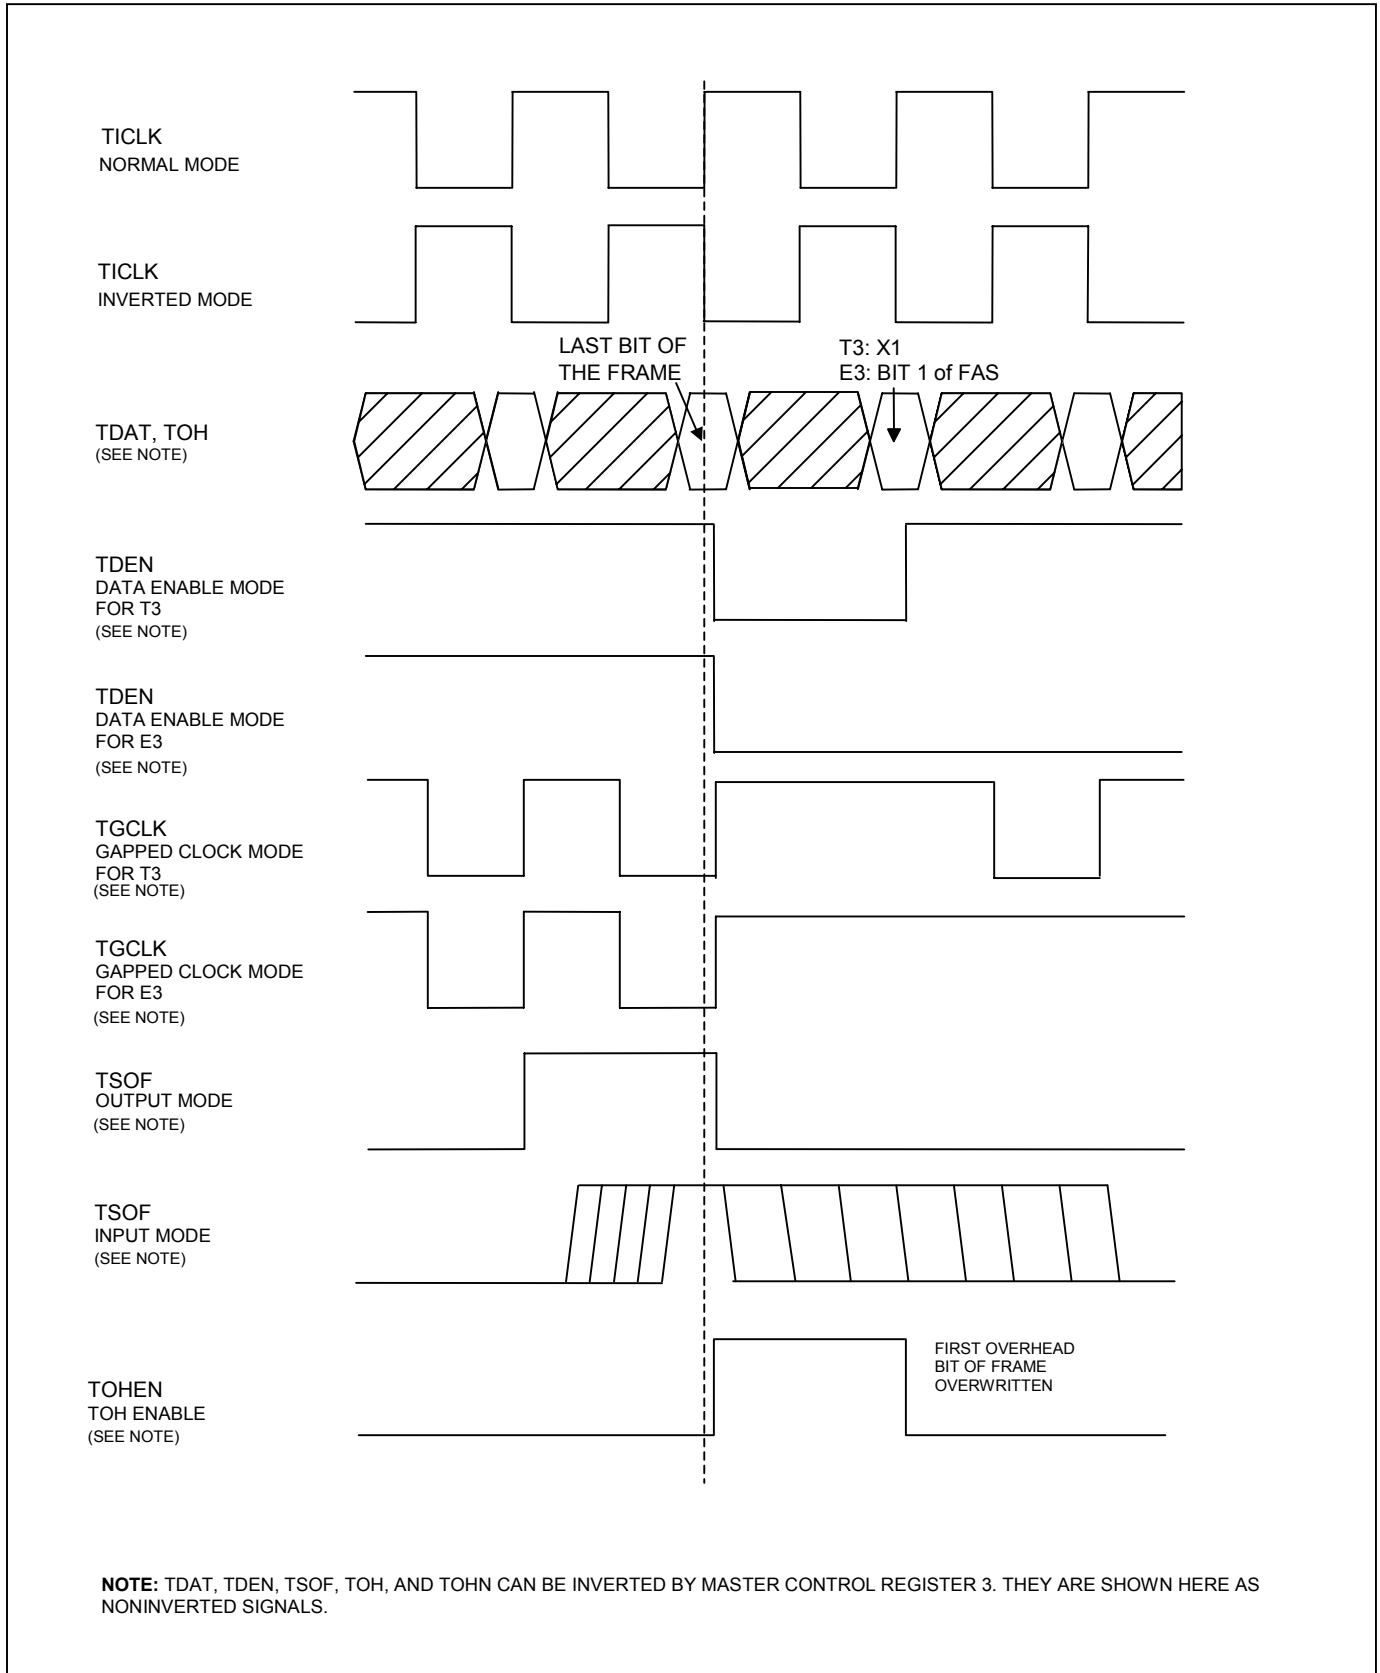 TICLK
NORMAL MODE
TICLK
INVERTED MODE
LAST BIT OF
THE FRAME
T3: X1
E3: BIT 1 of FAS
TDAT, TOH
(SEE NOTE)
TDEN
DATA ENABLE MODE
FOR T3
(SEE NOTE)
TDEN
DATA ENABLE MODE
FOR E3
(SEE NOTE)
TGCLK
GAPPED CLOCK MODE
FOR T3
(SEE NOTE)
TGCLK
GAPPED CLOCK MODE
FOR E3
(SEE NOTE)
TSOF
OUTPUT MODE
(SEE NOTE)
TSOF
INPUT MODE
(SEE NOTE)
FIRST OVERHEAD
BIT OF FRAME
OVERWRITTEN
TOHEN
TOH ENABLE
(SEE NOTE)
NOTE: TDAT, TDEN, TSOF, TOH, AND TOHN CAN BE INVERTED BY MASTER CONTROL REGISTER 3. THEY ARE SHOWN HERE AS
NONINVERTED SIGNALS.